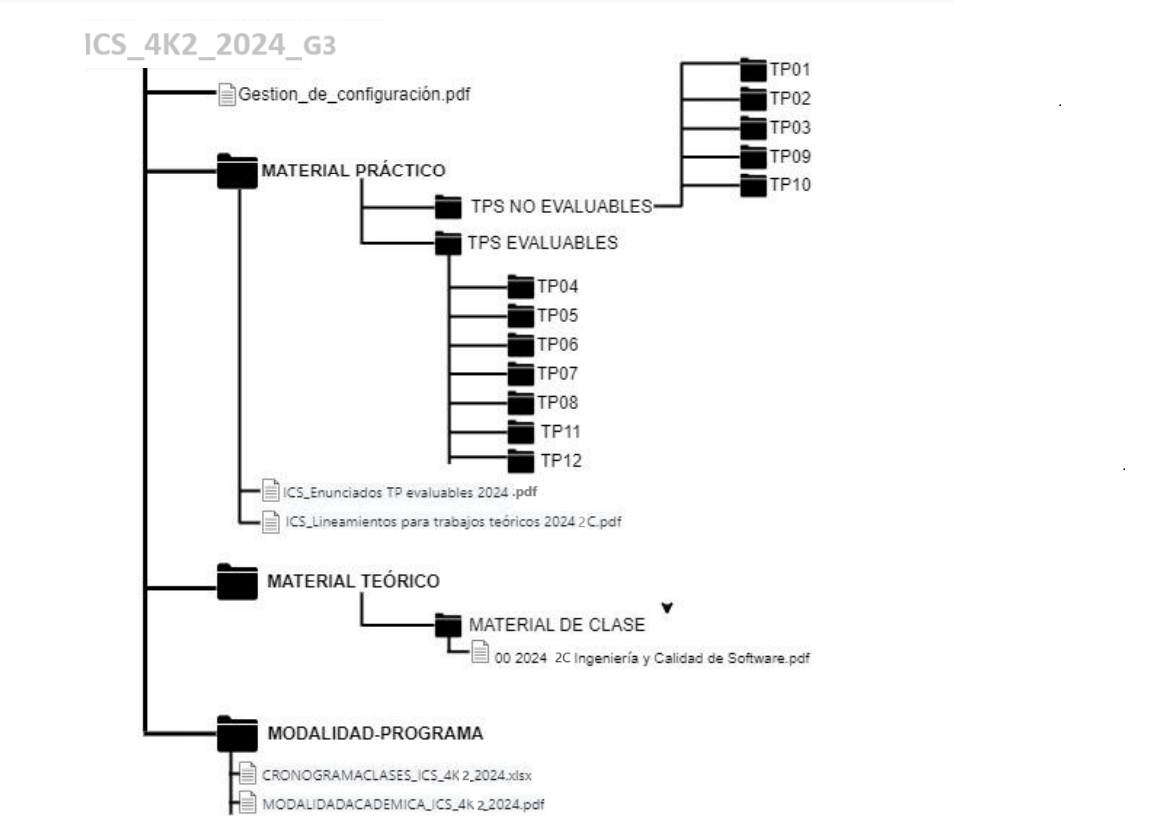 ICS_4K2_2024_G3
Gestion_de_configuración.pdf
MATERIAL PRÁCTICO
TPS NO EVALUABLES
TP01
TP02
TP03
TP09
TP10
TPS EVALUABLES
TP04
TP05
TP06
TP07
TP08
TP11
TP12
ICS_Enunciados TP evaluables 2024 .pdf
ICS_Lineamientos para trabajos teóricos 2024 2C.pdf
MATERIAL TEÓRICO
MATERIAL DE CLASE
00 2024 2C Ingeniería y Calidad de Software.pdf
MODALIDAD-PROGRAMA
CRONOGRAMACLASES_ICS_4K 2_2024.xlsx
MODALIDADACADEMICA_ICS_4k 2_2024.pdf